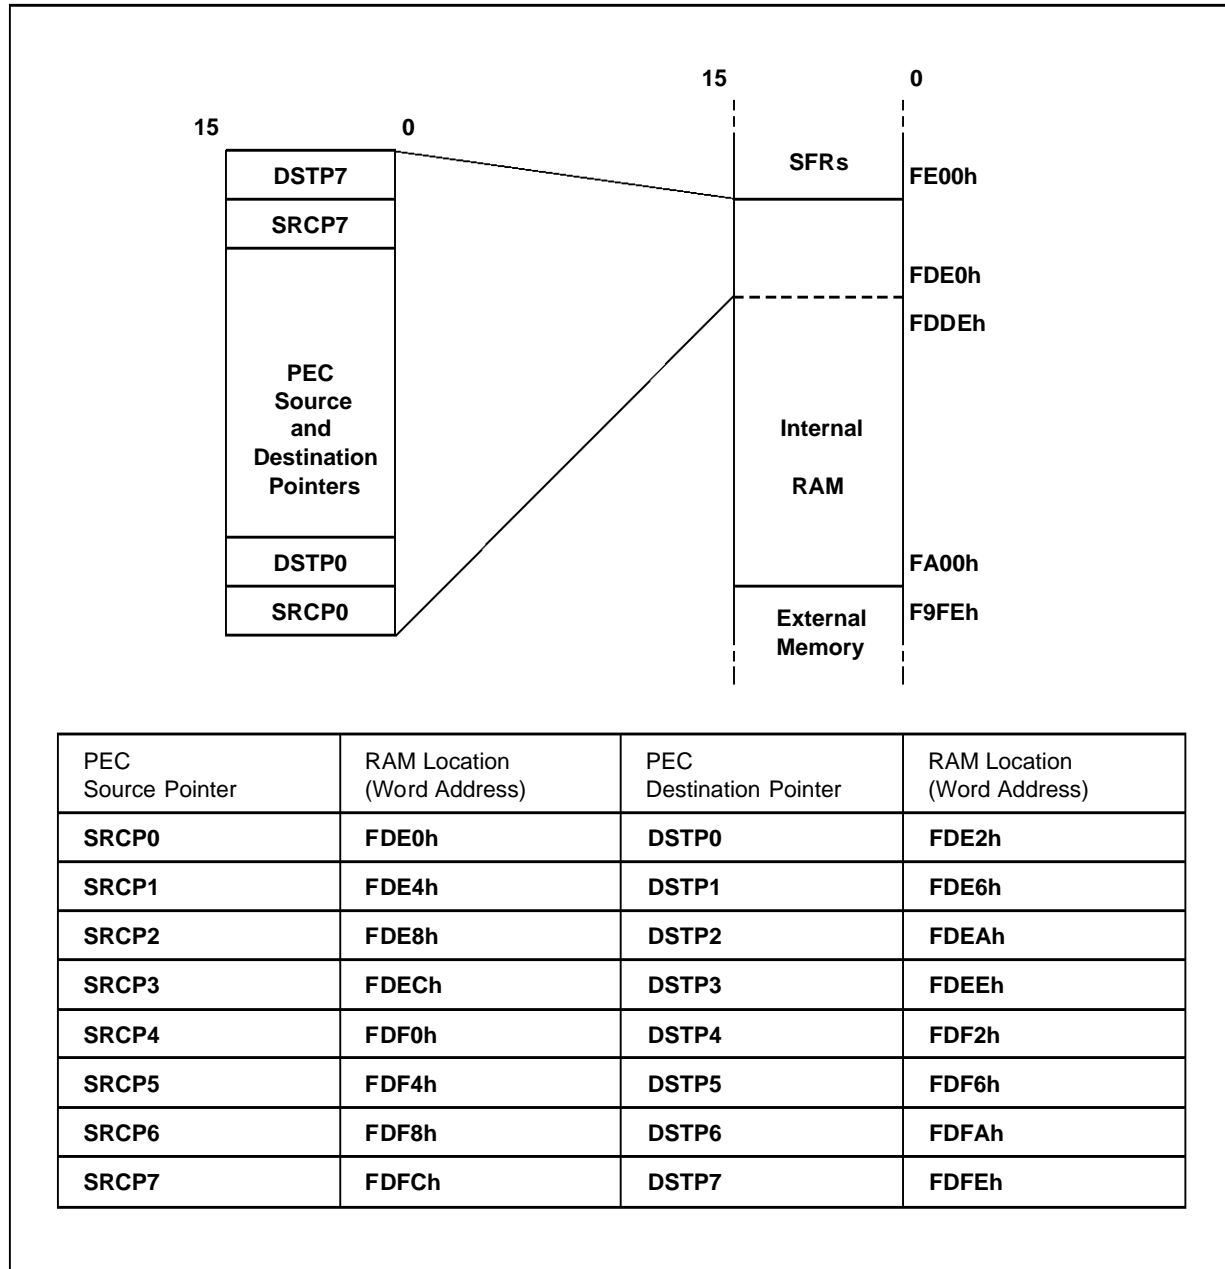 15 0
15 0
DSTP7
SRCP7
PEC
Source
and
Destination
Pointers
DSTP0
SRCP0
SFRs
FE00h
FDE0h
FDDEh
Internal
RAM
FA00h
External
Memory
F9FEh
PEC
Source Pointer
RAM Location
(Word Address)
PEC
Destination Pointer
RAM Location
(Word Address)
SRCP0 FDE0h DSTP0 FDE2h
SRCP1 FDE4h DSTP1 FDE6h
SRCP2 FDE8h DSTP2 FDEAh
SRCP3 FDECh DSTP3 FDEEh
SRCP4 FDF0h DSTP4 FDF2h
SRCP5 FDF4h DSTP5 FDF6h
SRCP6 FDF8h DSTP6 FDFAh
SRCP7 FDFCh DSTP7 FDFEh